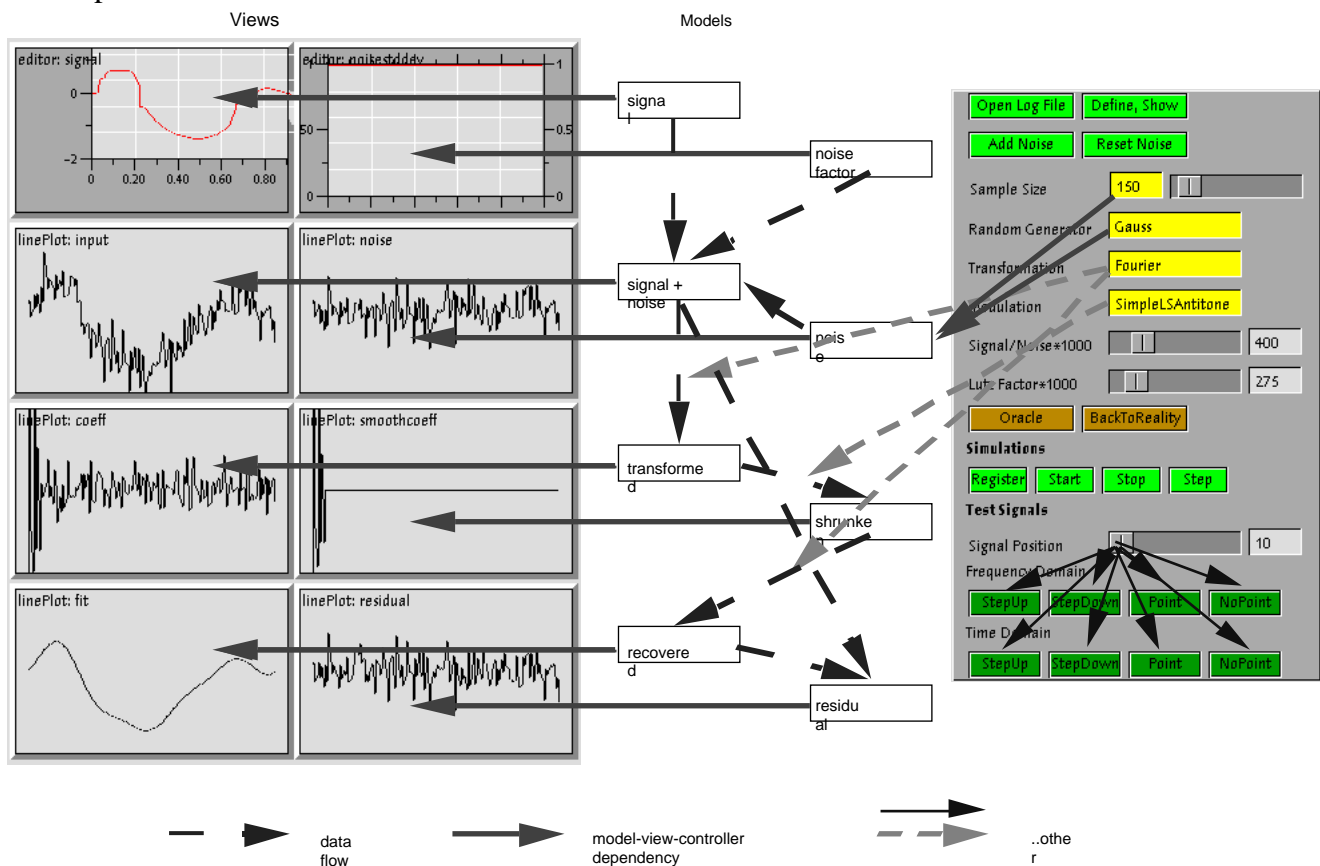 Views
Models
editor: signal
0
-2
0
0.20
0.40
0.60
0.80
editor: noisestddev
1
50
0
1
0.5
0
linePlot: input
linePlot: noise
linePlot: coeff
linePlot: smoothcoeff
linePlot: fit
linePlot: residual
signa
l
noise
factor
signal +
noise
nois
e
transforme
d
shrunke
n
recovere
d
residu
al
Open Log File
Define, Show
Add Noise
Reset Noise
Sample Size
150
Random Generator
Gauss
Transformation
Fourier
SimpleLSAntitone
Signal/Noise*1000
400
Lutz Factor*1000
275
Oracle
BackToReality
Simulations
Register
Start
Stop
Step
Test Signals
Signal Position
10
Frequency Domain
StepUp
StepDown
Point
NoPoint
Time Domain
StepUp
StepDown
Point
NoPoint
data
flow
model-view-controller
dependency
..othe
r